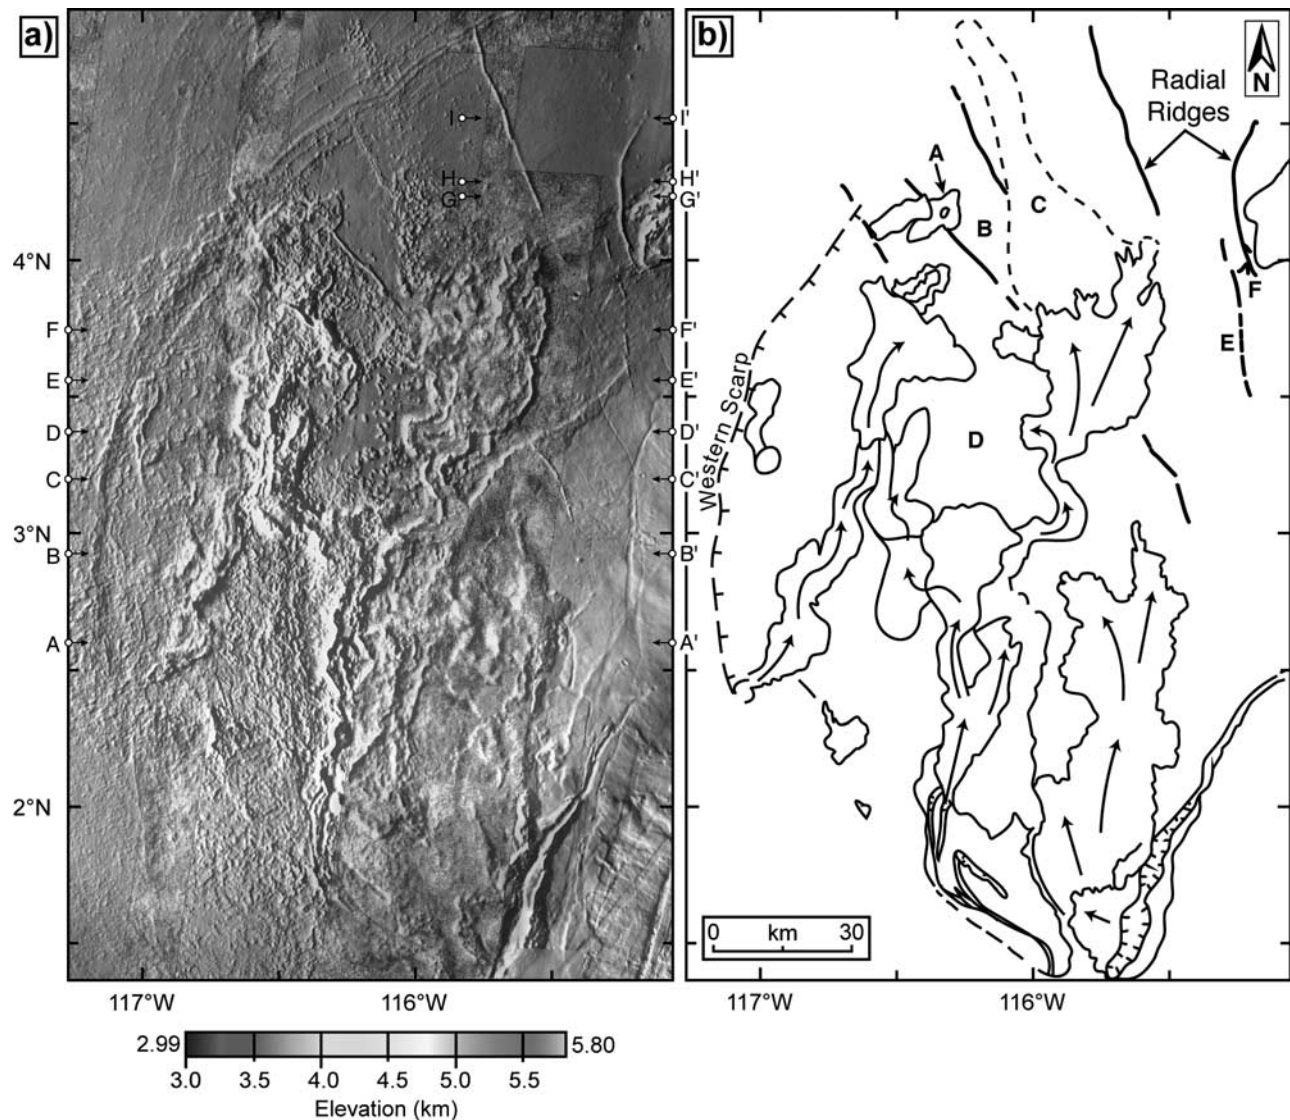 a)
I
I'
H
H'
G
G'
4°N
F
F'
E
E'
D
D'
C
C'
3°N
B
B'
A
A'
2°N
117°W
116°W
2.99
5.80
3.0
3.5
4.0
4.5
5.0
5.5
Elevation (km)
b)
N
Radial
Ridges
A
B
C
F
E
Western Scarp
D
0
km
30
117°W
116°W